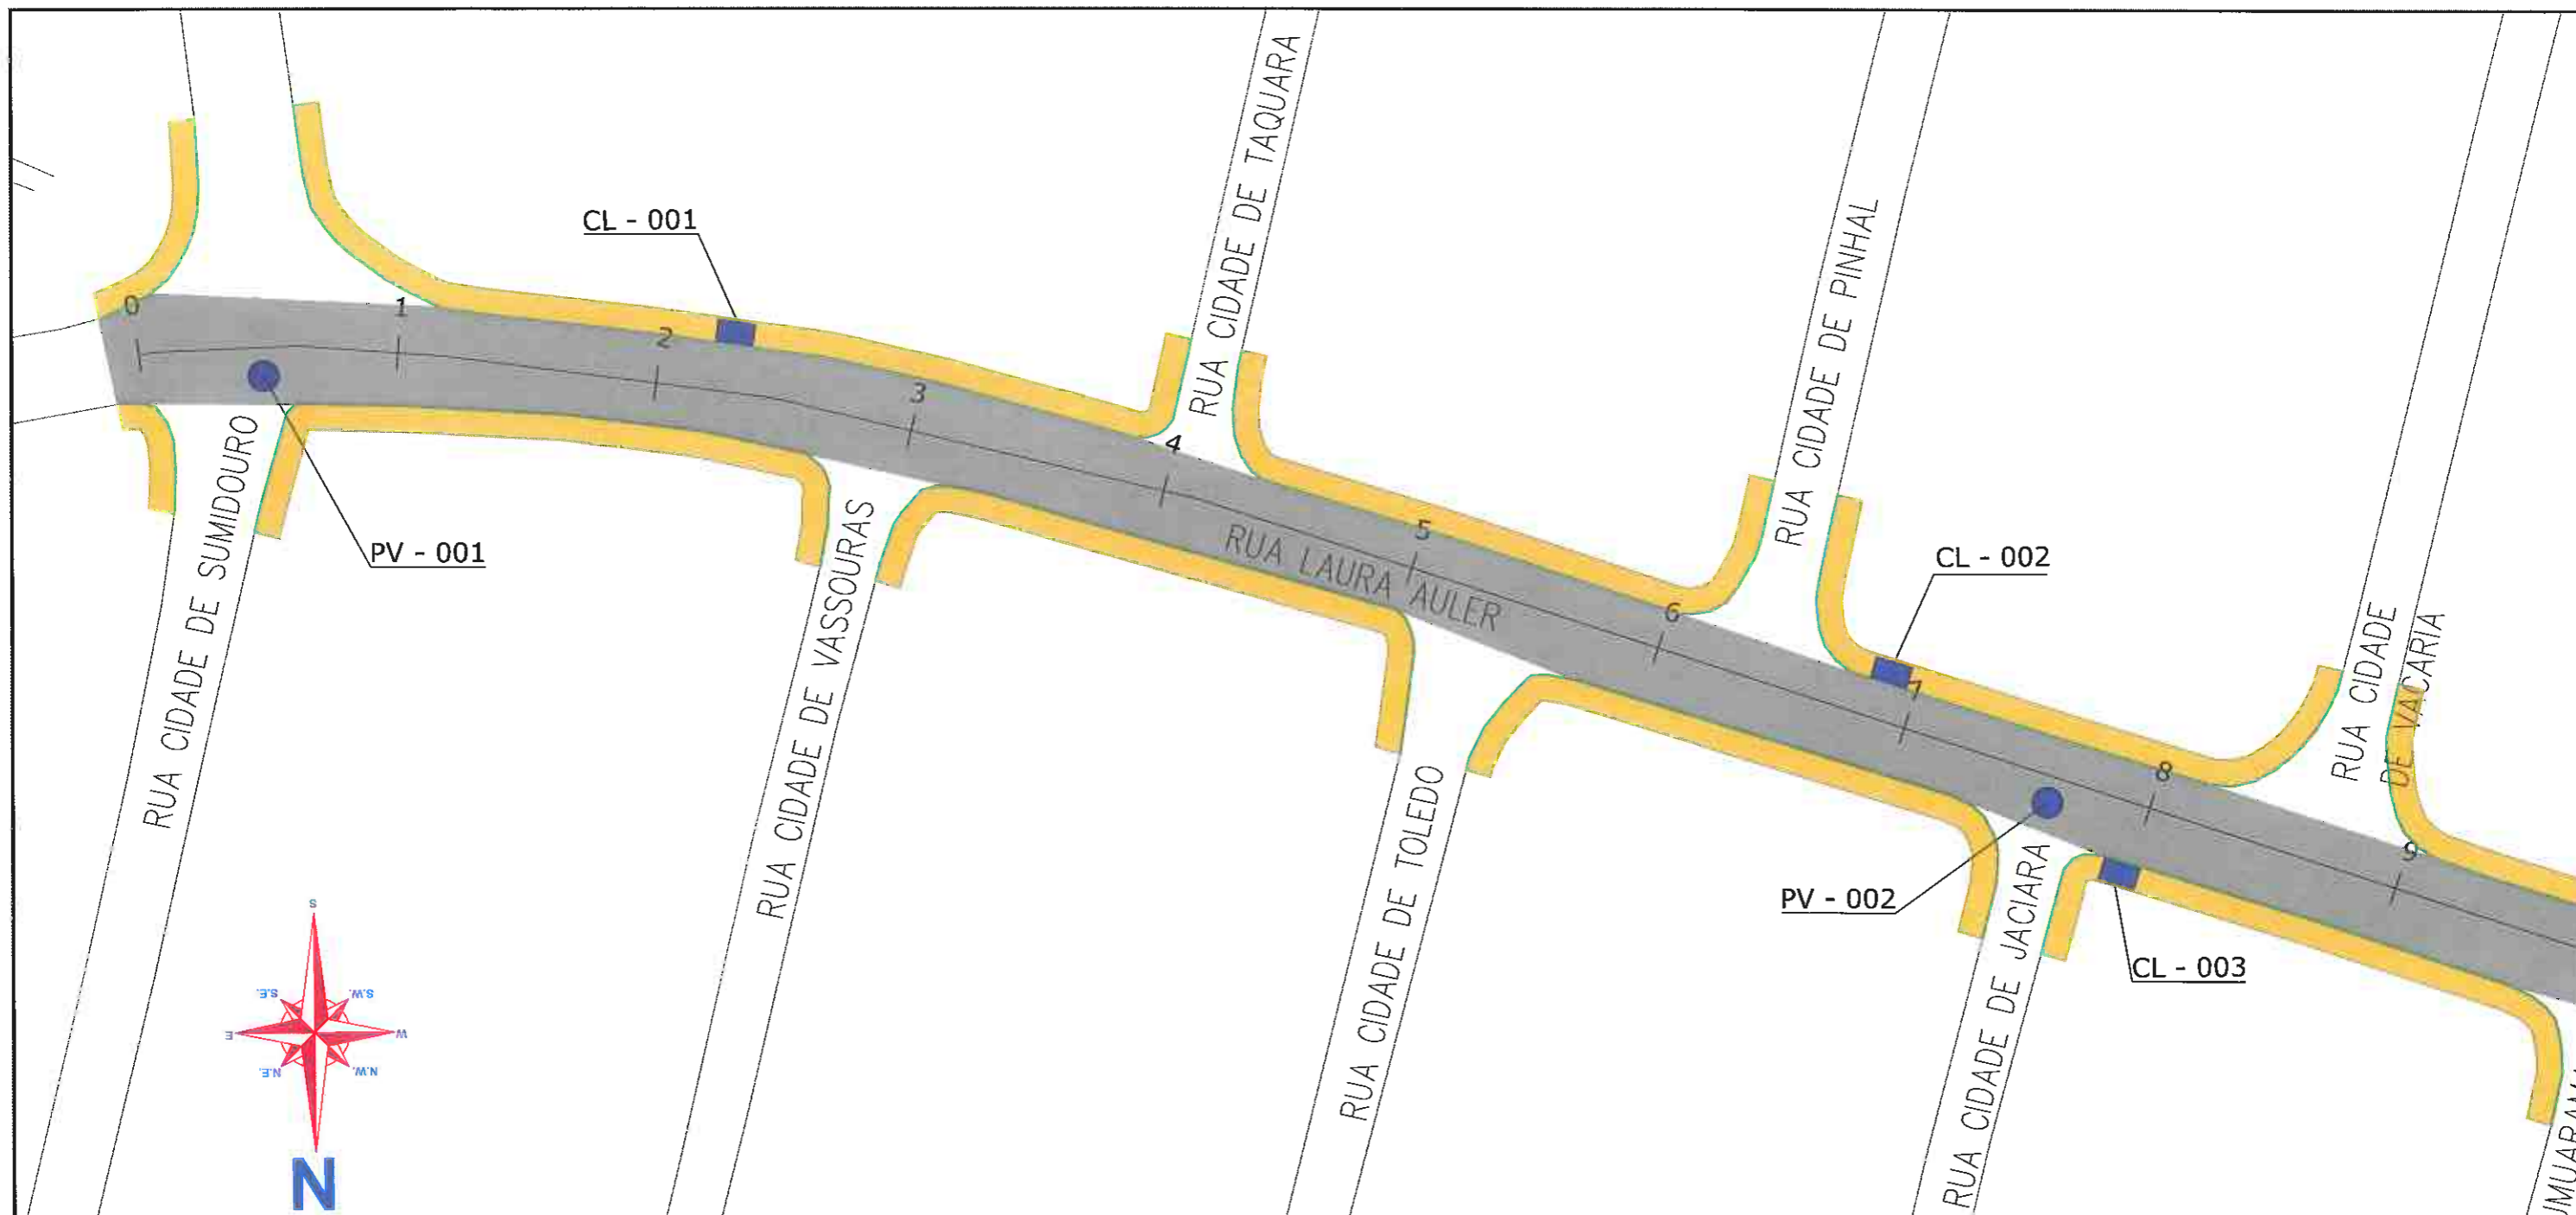 RUA CIDADE DE TAQUARA
RUA CIDADE DE PINHAL
CL - 001
0
1
2
3
4
5
6
7
8
9
RUA LAURA AULER
CL - 002
RUA CIDADE
DE VACARIA
RUA CIDADE DE SUMIDOURO
PV - 001
RUA CIDADE DE VASSOURAS
RUA CIDADE DE TOLEDO
PV - 002
RUA CIDADE DE JACIARA
CL - 003
S
S.E.
S.W.
E
W
N.E.
N.W.
N